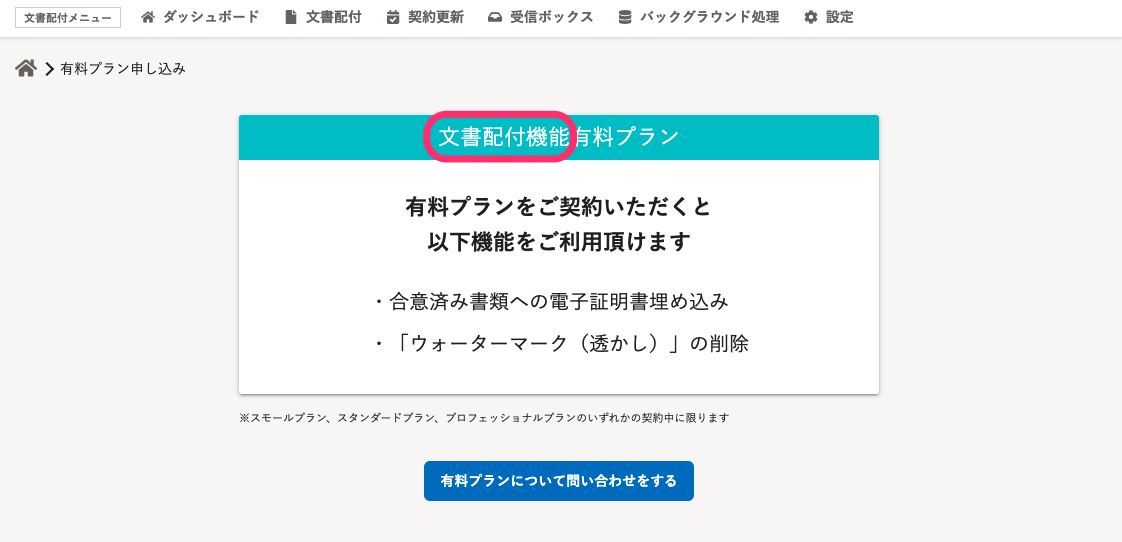 文書配付メニュー ダッシュボード 文書配付 契約更新 受信ボックス バックグラウンド処理 設定
有料プラン申し込み
文書配付機能有料プラン
有料プランをご契約いただくと
以下機能をご利用頂けます
・合意済み書類への電子証明書埋め込み
・「ウォーターマーク（透かし）」の削除
※スモールプラン、スタンダードプラン、プロフェッショナルプランのいずれかの契約中に限ります
有料プランについて問い合わせをする